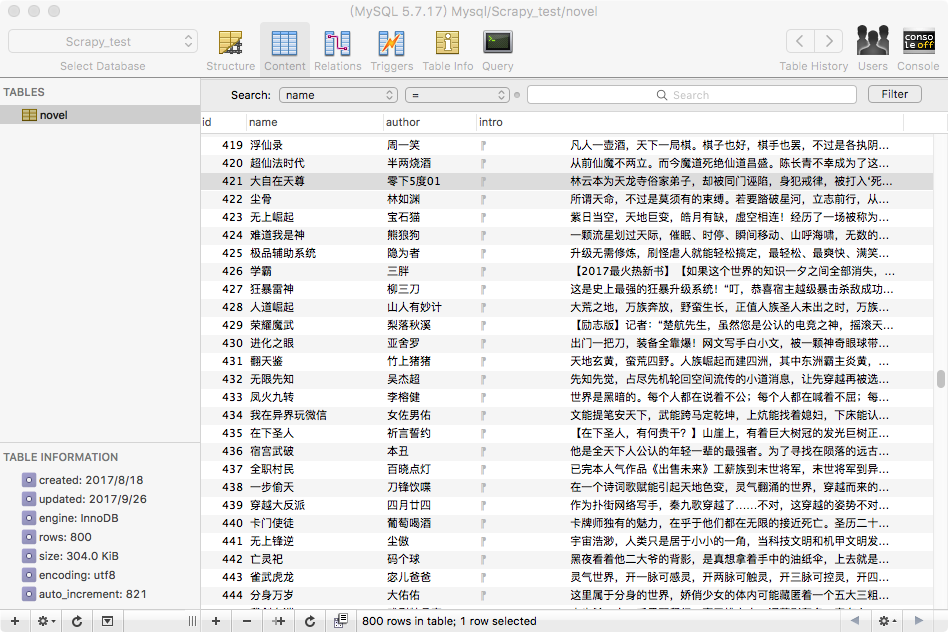 (MySQL 5.7.17) Mysql/Scrapy_test/novel
Scrapy_test
Select Database
Structure Content Relations Triggers Table Info Query
Table History Users Console
conso
le off
TABLES
novel
Search: name = Search Filter
id name author intro
419 浮仙录 周一笑 凡人一壶酒，天下一局棋。棋子也好，棋手也罢，不过是各执阴...
420 超仙法时代 半两烧酒 从前仙魔不两立。而今魔道死绝仙道昌盛。陈长青不幸成为了这...
421 大自在天尊 零下5度01 林云本为天龙寺俗家弟子，却被同门诬陷，身犯戒律，被打入‘死...
422 尘骨 林如渊 所谓天命，不过是莫须有的束缚。若要踏破星河，立志前行，从...
423 无上崛起 宝石猫 紫日当空，天地巨变，皓月有缺，虚空相连！经历了一场被称为...
424 难道我是神 熊狼狗 一颗流星划过天际，催眠、时停、瞬间移动、山呼海啸，无数的...
425 极品辅助系统 隐为者 升级无需修炼，刷怪虐人就能轻松搞定，最轻松、最爽快、满笑...
426 学霸 三胖 【2017最火热新书】【如果这个世界的知识一夕之间全部消失，...
427 狂暴雷神 柳三刀 这是史上最强的狂暴升级系统！“叮，恭喜宿主越级暴击杀敌成功...
428 人道崛起 山人有妙计 大荒之地，万族奔放，野蛮生长，正值人族圣人未出之时，万族...
429 荣耀魔武 梨落秋溪 【励志版】记者：“楚航先生，虽然您是公认的电竞之神，摇滚天...
430 进化之眼 亚舍罗 出门一把刀，装备全靠爆！网文写手白小文，被一颗神奇眼球带...
431 翻天鉴 竹上猪猪 天地玄黄，蛮荒四野。人族崛起而建四洲，其中东洲霸主炎黄，...
432 无限先知 吴杰超 先知先觉，占尽先机轮回空间流传的小道消息，让先穿越再被选...
433 凤火九转 李榕健 世界是黑暗的。每个人都在说着不公；每个人都在喊着不屈；每...
434 我在异界玩微信 女佐男佑 文能提笔安天下，武能跨马定乾坤，上炕能找着媳妇，下床能认...
435 在下圣人 祈言誓约 【在下圣人，有何贵干？】山崖上，有着巨大树冠的发光巨树正...
436 宿宫武破 本丑 他是全天下人公认的年轻一辈的最强者。为了寻找在陨落的远古...
437 全职村民 百晓点灯 已完本人气作品《出售未来》工薪族到末世将军，末世将军到异...
438 一步偷天 刀锋饮喋 在一个诗词歌赋能引起天地色变，灵气翻涌的世界，穿越而来的...
439 穿越大反派 四月廿四 作为扑街网络写手，秦九歌穿越了……不对，这穿越的姿势不对...
440 卡门使徒 葡萄喝酒 卡牌师独有的魅力，在乎于他们都在无限的接近死亡。圣历二十...
441 无上锋逆 尘傲 宇宙浩渺，人类只是居于小小的一角，当科技文明和机甲文明发...
442 亡灵祀 码个球 黑夜看着他二大爷的背影，是真想拿着手中的油纸伞，上去就是...
443 雀武虎龙 宓儿爸爸 灵气世界，开一脉可感灵，开两脉可触灵，开三脉可控灵，开四...
444 分身万岁 大佑佑 这里属于分身的世界，娇俏少女的体内可能藏匿着一个五大三粗...
TABLE INFORMATION
created: 2017/8/18
updated: 2017/9/26
engine: InnoDB
rows: 800
size: 304.0 KiB
encoding: utf8
auto_increment: 821
800 rows in table; 1 row selected